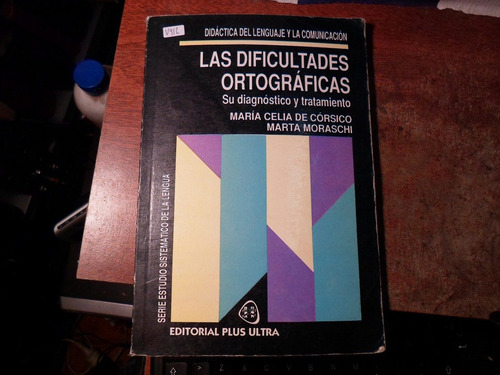 DIDÁCTICA DEL LENGUAJE Y LA COMUNICACIÓN
LAS DIFICULTADES
ORTOGRÁFICAS
Su diagnóstico y tratamiento
MARÍA CELIA DE CÓRSICO
MARTA MORASCHI
SERIE ESTUDIO SISTEMÁTICO DE LA LENGUA
EDITORIAL PLUS ULTRA